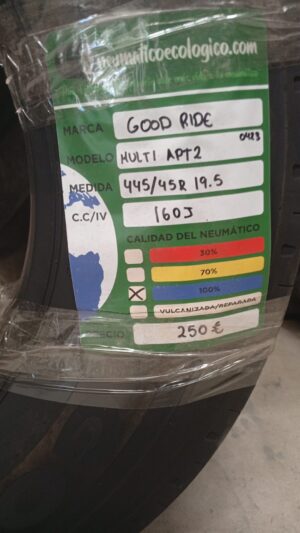 neumaticoecologico.com
MARCA GOOD RIDE
0423
MODELO MULTI APT2
MEDIDA 445/45R 19.5
C.C/IV 160J
CALIDAD DEL NEUMÁTICO
30%
70%
100%
VULCANIZADA/REPARADA
PRECIO 250 €